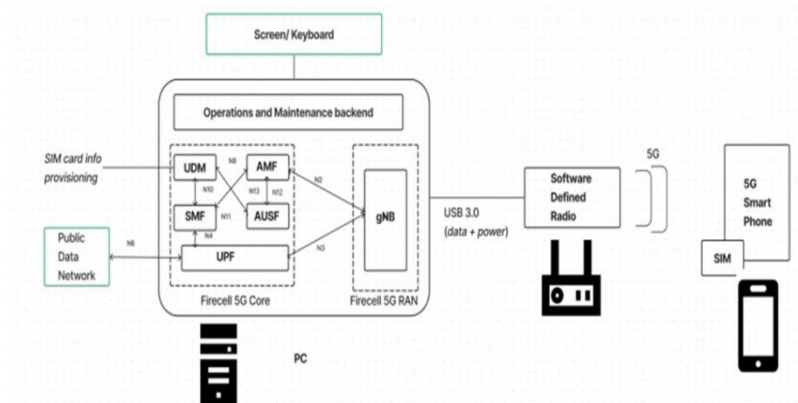 Screen/ Keyboard
Operations and Maintenance backend
SIM card info
provisioning
UDM
N8
AMF
N10
N13
N12
N2
SMF
N11
AUSF
N4
UPF
N3
gNB
Public
Data
Network
N6
Firecell 5G Core
Firecell 5G RAN
PC
USB 3.0
(data + power)
Software
Defined
Radio
5G
5G
Smart
Phone
SIM